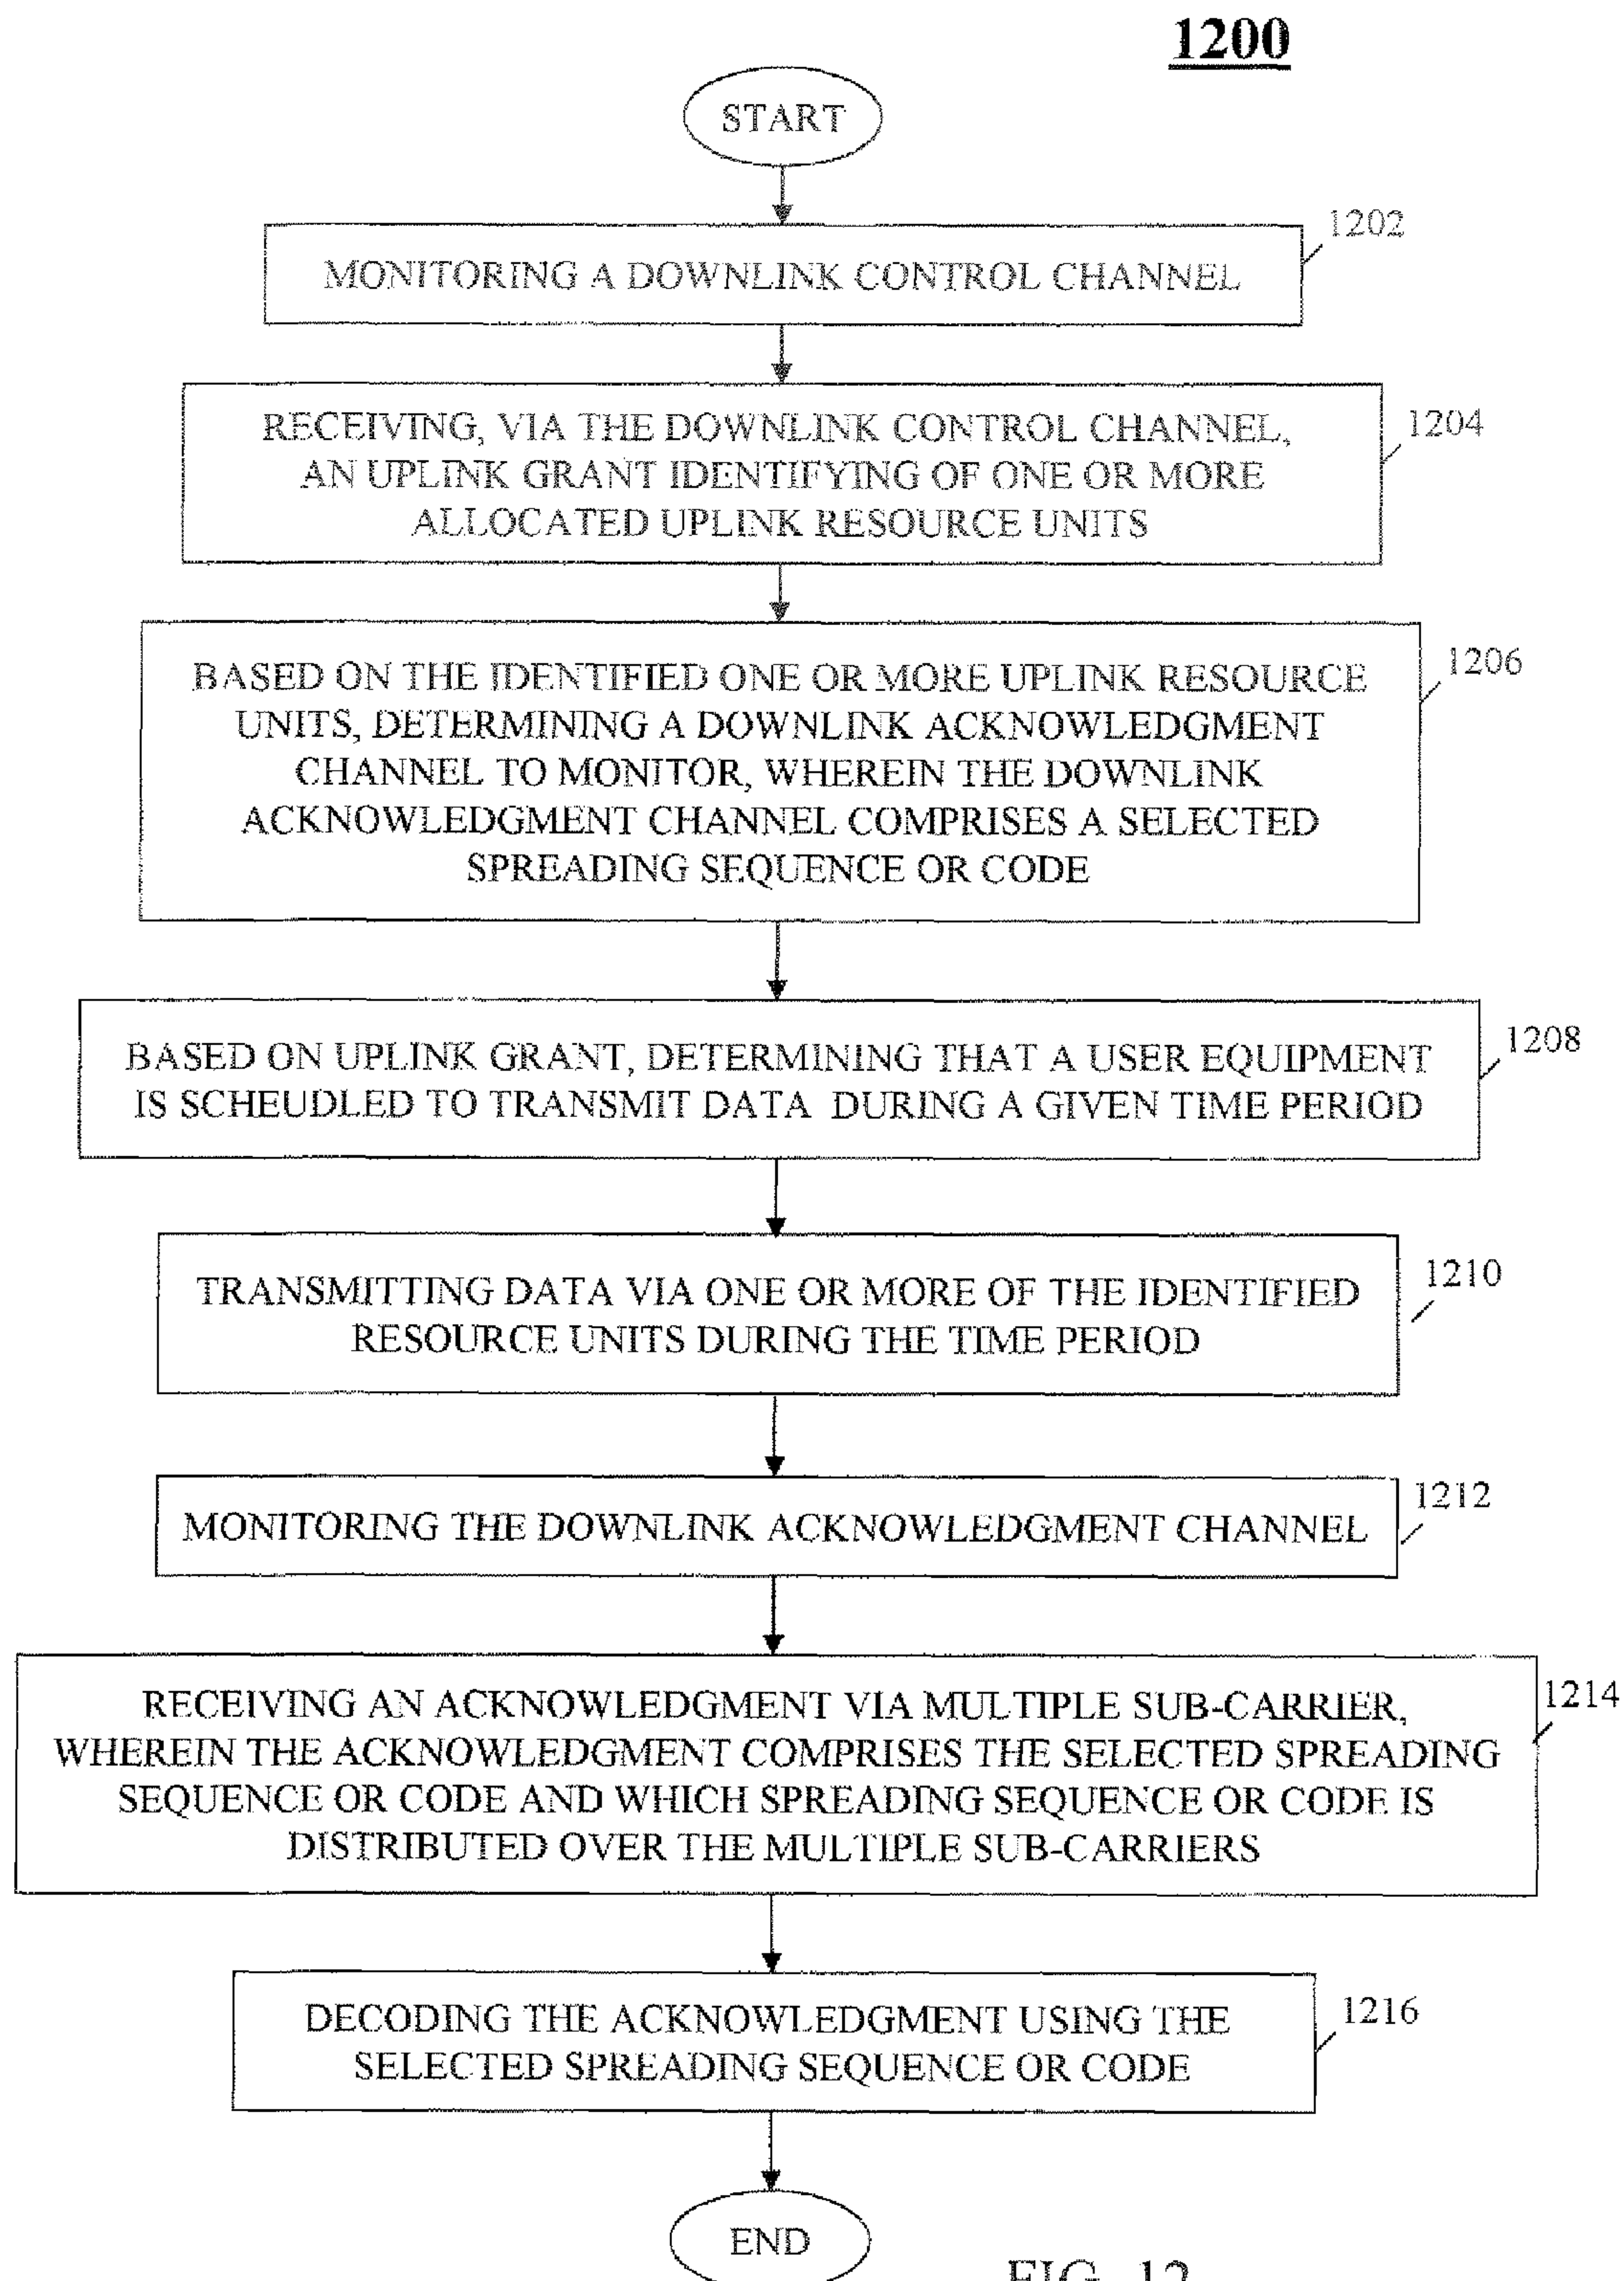 1200
START
1202
MONITORING A DOWNLINK CONTROL CHANNEL
1204
RECEIVING, VIA THE DOWNLINK CONTROL CHANNEL,
AN UPLINK GRANT IDENTIFYING OF ONE OR MORE
ALLOCATED UPLINK RESOURCE UNITS
1206
BASED ON THE IDENTIFIED ONE OR MORE UPLINK RESOURCE
UNITS, DETERMINING A DOWNLINK ACKNOWLEDGMENT
CHANNEL TO MONITOR, WHEREIN THE DOWNLINK
ACKNOWLEDGMENT CHANNEL COMPRISES A SELECTED
SPREADING SEQUENCE OR CODE
1208
BASED ON UPLINK GRANT, DETERMINING THAT A USER EQUIPMENT
IS SCHEUDLED TO TRANSMIT DATA DURING A GIVEN TIME PERIOD
1210
TRANSMITTING DATA VIA ONE OR MORE OF THE IDENTIFIED
RESOURCE UNITS DURING THE TIME PERIOD
1212
MONITORING THE DOWNLINK ACKNOWLEDGMENT CHANNEL
1214
RECEIVING AN ACKNOWLEDGMENT VIA MULTIPLE SUB-CARRIER,
WHEREIN THE ACKNOWLEDGMENT COMPRISES THE SELECTED SPREADING
SEQUENCE OR CODE AND WHICH SPREADING SEQUENCE OR CODE IS
DISTRIBUTED OVER THE MULTIPLE SUB-CARRIERS
1216
DECODING THE ACKNOWLEDGMENT USING THE
SELECTED SPREADING SEQUENCE OR CODE
END
FIG. 12